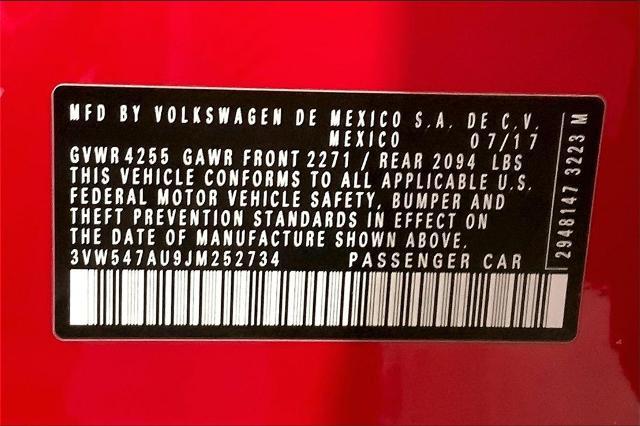 MFD BY VOLKSWAGEN DE MEXICO S.A. DE C.V.
MEXICO 07/17
GVWR 4255 GAWR FRONT 2271 / REAR 2094 LBS
THIS VEHICLE CONFORMS TO ALL APPLICABLE U.S.
FEDERAL MOTOR VEHICLE SAFETY, BUMPER AND
THEFT PREVENTION STANDARDS IN EFFECT ON
THE DATE OF MANUFACTURE SHOWN ABOVE.
3VW547AU9JM252734 PASSENGER CAR
2948147 3223 M